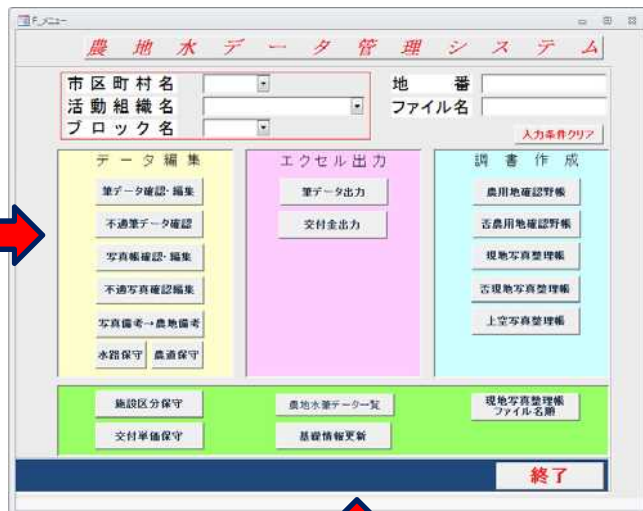 F_メニュー
農地水データ管理システム
市区町村名
活動組織名
ブロック名
地番
ファイル名
入力条件クリア
データ編集
筆データ確認・編集
不適筆データ確認
写真帳確認・編集
不適写真確認編集
写真備考→農地備考
水路保守 農道保守
エクセル出力
筆データ出力
交付金出力
調書作成
農用地確認野帳
否農用地確認野帳
現地写真整理帳
否現地写真整理帳
上空写真整理帳
施設区分保守
農地水筆データ一覧
現地写真整理帳
ファイル名順
交付単価保守
基礎情報更新
終了